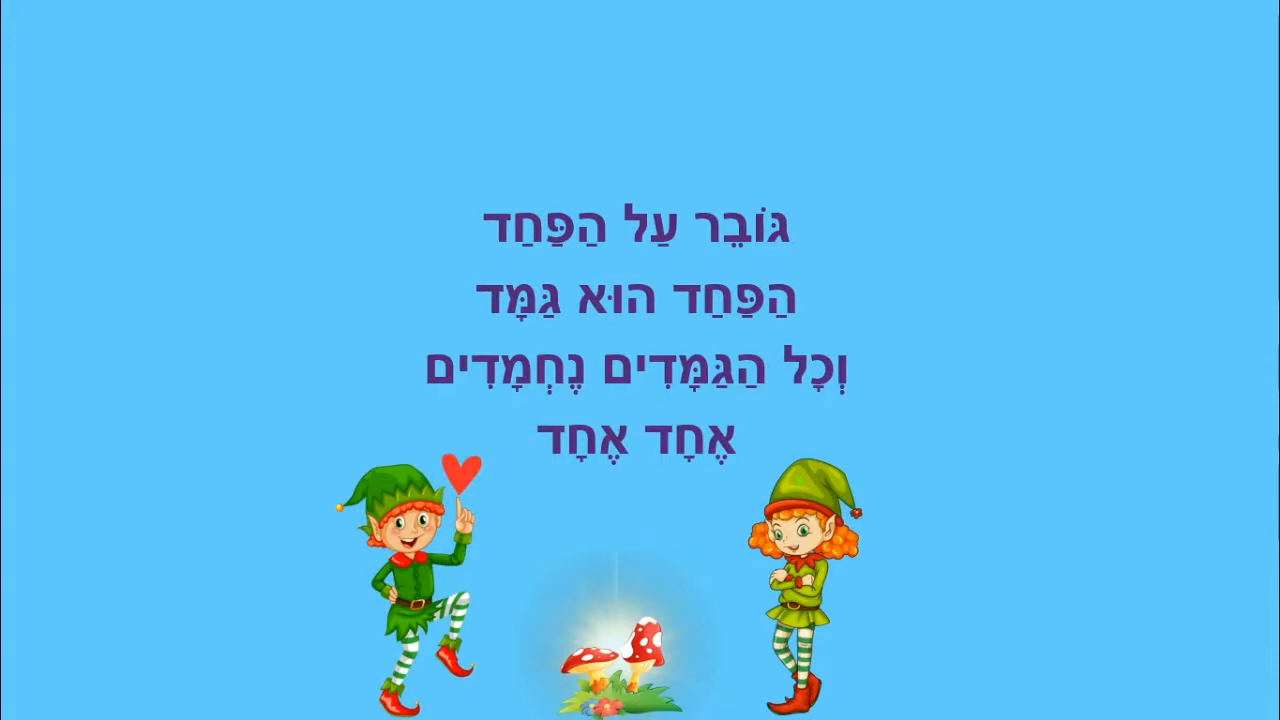 גּוֹבֵר עַל הַפַּחַד
הַפַּחַד הוּא גַּמָּד
וְכָל הַגַּמָּדִים נֶחְמָדִים
אֶחָד אֶחָד